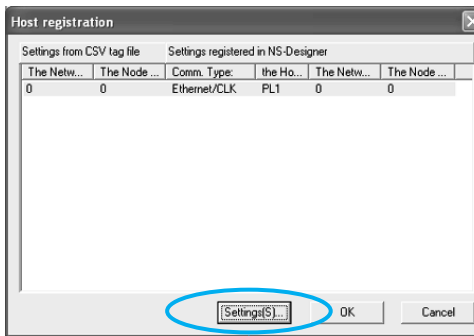 Host registration
Settings from CSV tag file Settings registered in NS-Designer
The Netw... The Node ... Comm. Type: the Ho... The Netw... The Node ...
0 0 Ethernet/CLK PL1 0 0
Settings(S)... OK Cancel